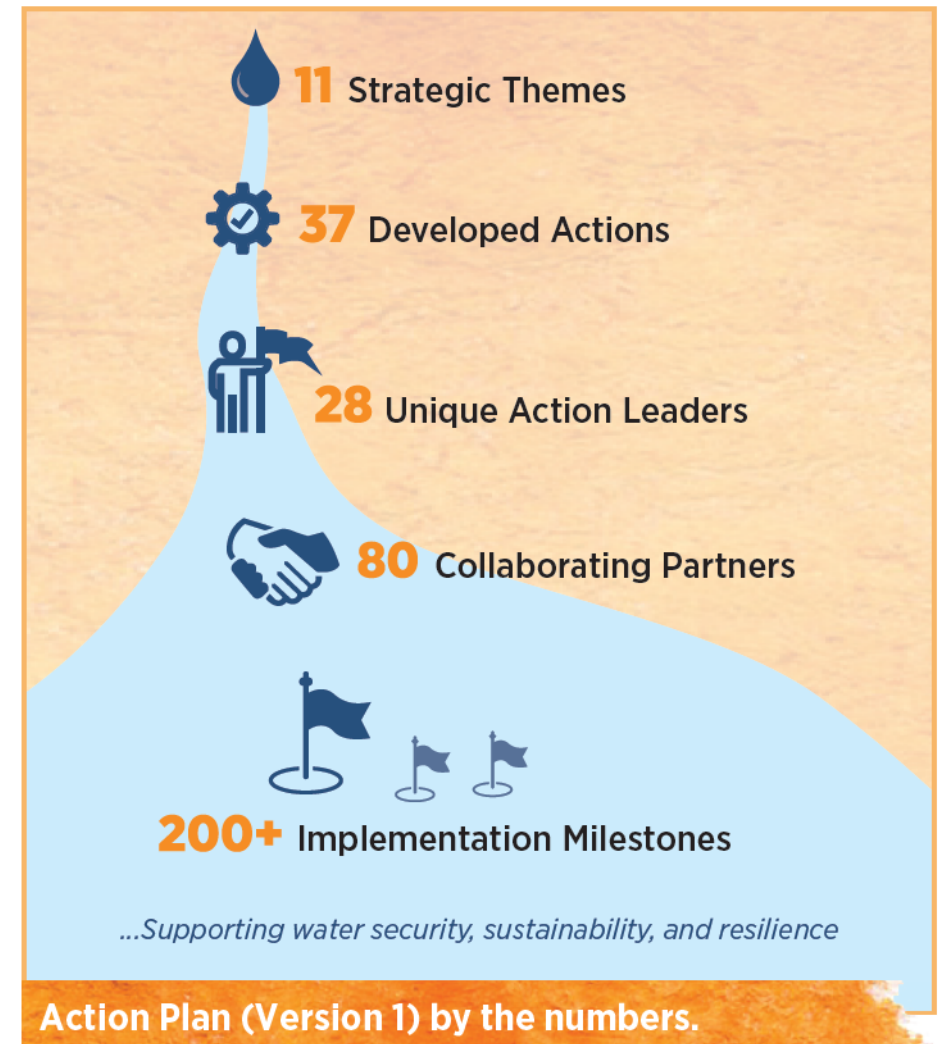 11 Strategic Themes
37 Developed Actions
28 Unique Action Leaders
80 Collaborating Partners
200+ Implementation Milestones
...Supporting water security, sustainability, and resilience
Action Plan (Version 1) by the numbers.